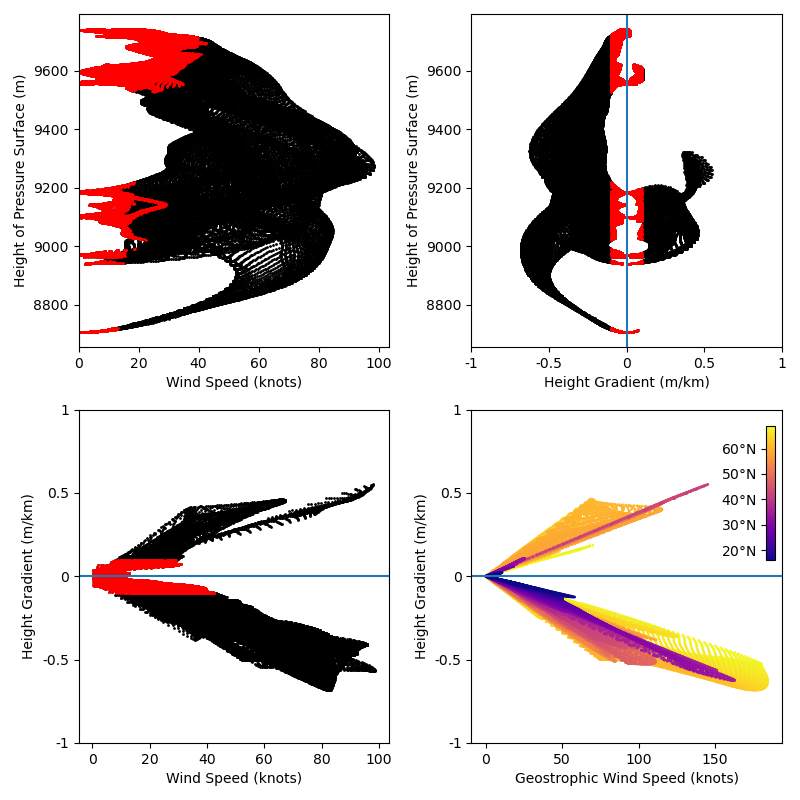 9600
9400
9200
9000
8800
Height of Pressure Surface (m)
0 20 40 60 80 100
Wind Speed (knots)
9600
9400
9200
9000
8800
Height of Pressure Surface (m)
-1 -0.5 0 0.5 1
Height Gradient (m/km)
1
0.5
0
-0.5
-1
Height Gradient (m/km)
0 20 40 60 80 100
Wind Speed (knots)
1
0.5
0
-0.5
-1
Height Gradient (m/km)
60°N
50°N
40°N
30°N
20°N
0 50 100 150
Geostrophic Wind Speed (knots)